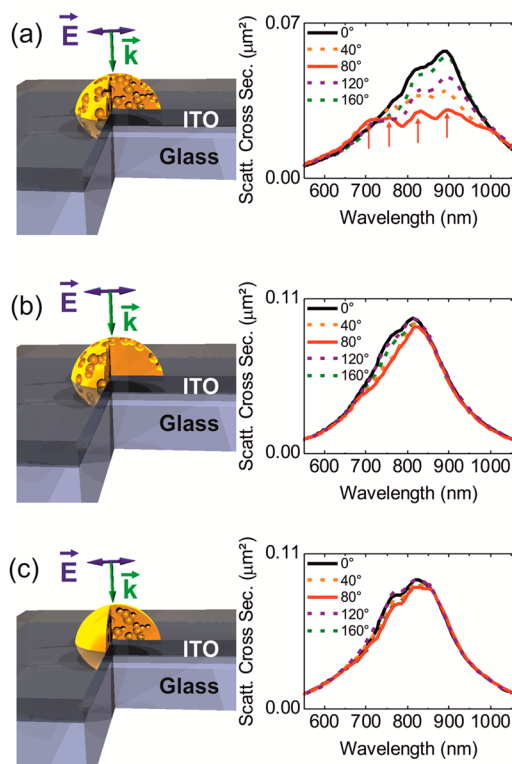 (a)
E
k
ITO
Glass
Scatt. Cross Sec. (µm²)
0.07
0.00
0°
40°
80°
120°
160°
600 700 800 900 1000
Wavelength (nm)
(b)
E
k
ITO
Glass
Scatt. Cross Sec. (µm²)
0.11
0.00
0°
40°
80°
120°
160°
600 700 800 900 1000
Wavelength (nm)
(c)
E
k
ITO
Glass
Scatt. Cross Sec. (µm²)
0.11
0.00
0°
40°
80°
120°
160°
600 700 800 900 1000
Wavelength (nm)